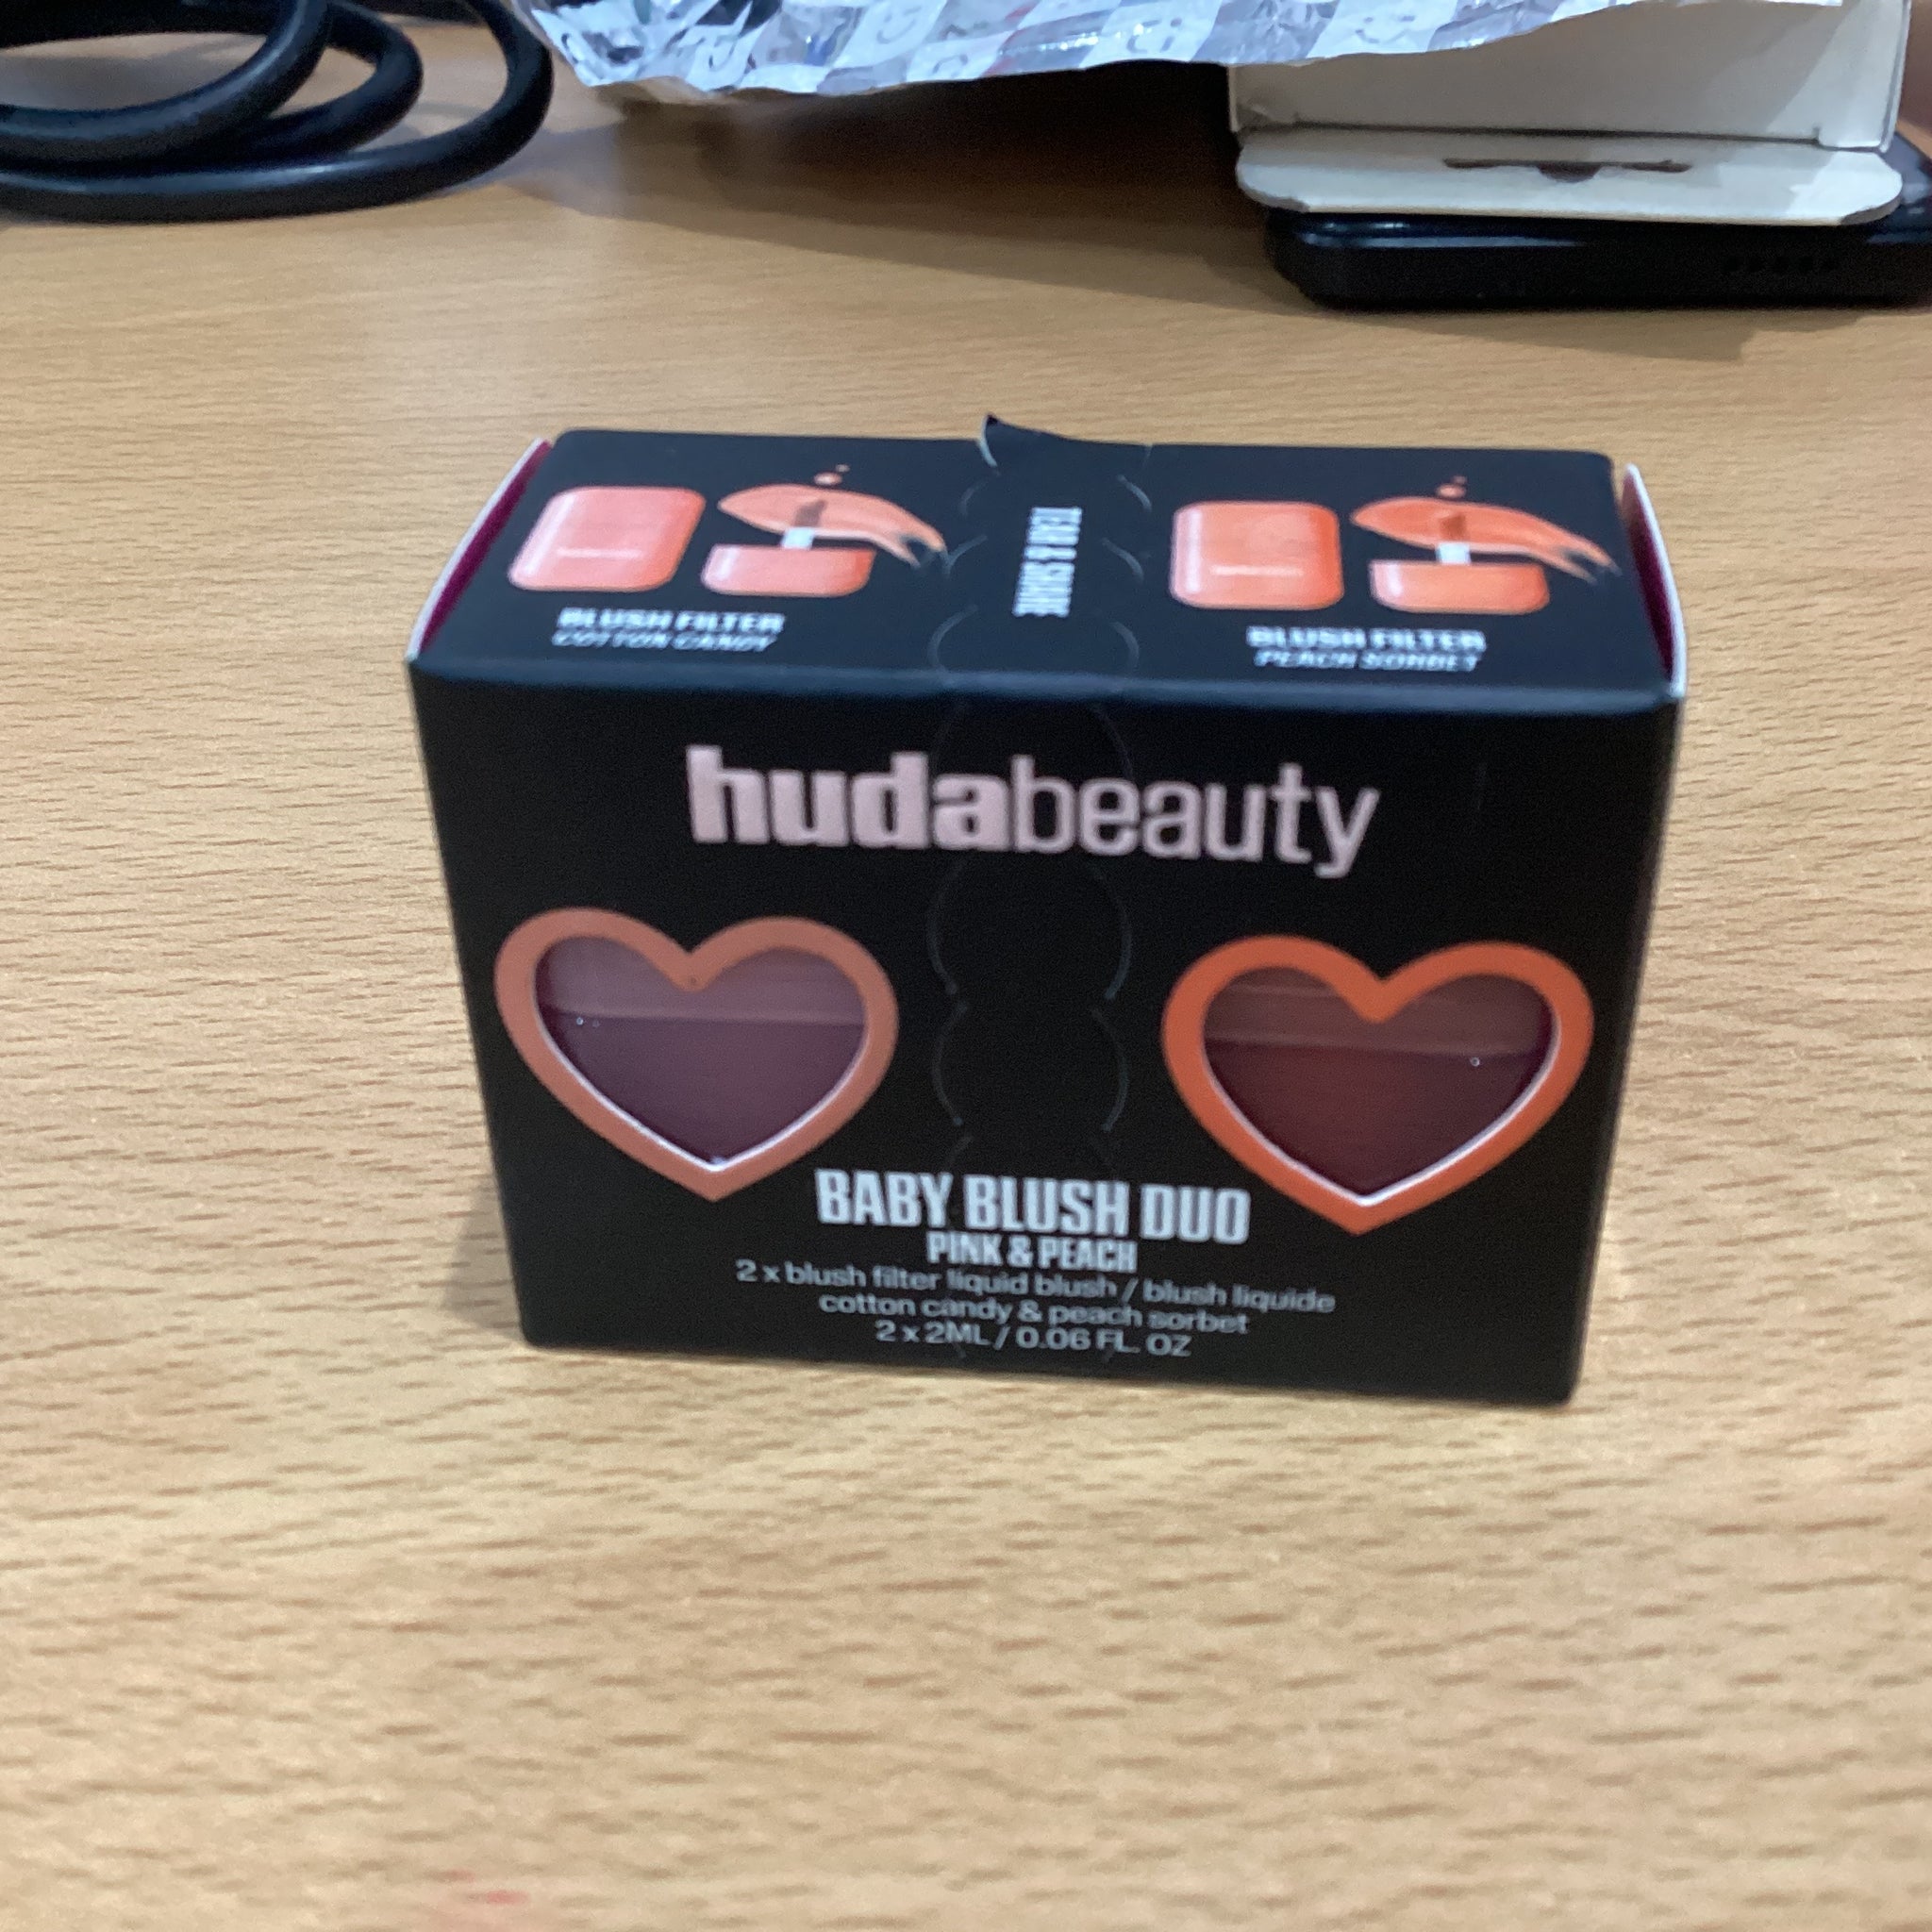 BLUSH FILTER
COTTON CANDY
TEAR & SHARE
BLUSH FILTER
PEACH SORBET
hudabeauty
BABY BLUSH DUO
PINK & PEACH
2 x blush filter liquid blush / blush liquide
cotton candy & peach sorbet
2 x 2ML / 0.06 FL. OZ